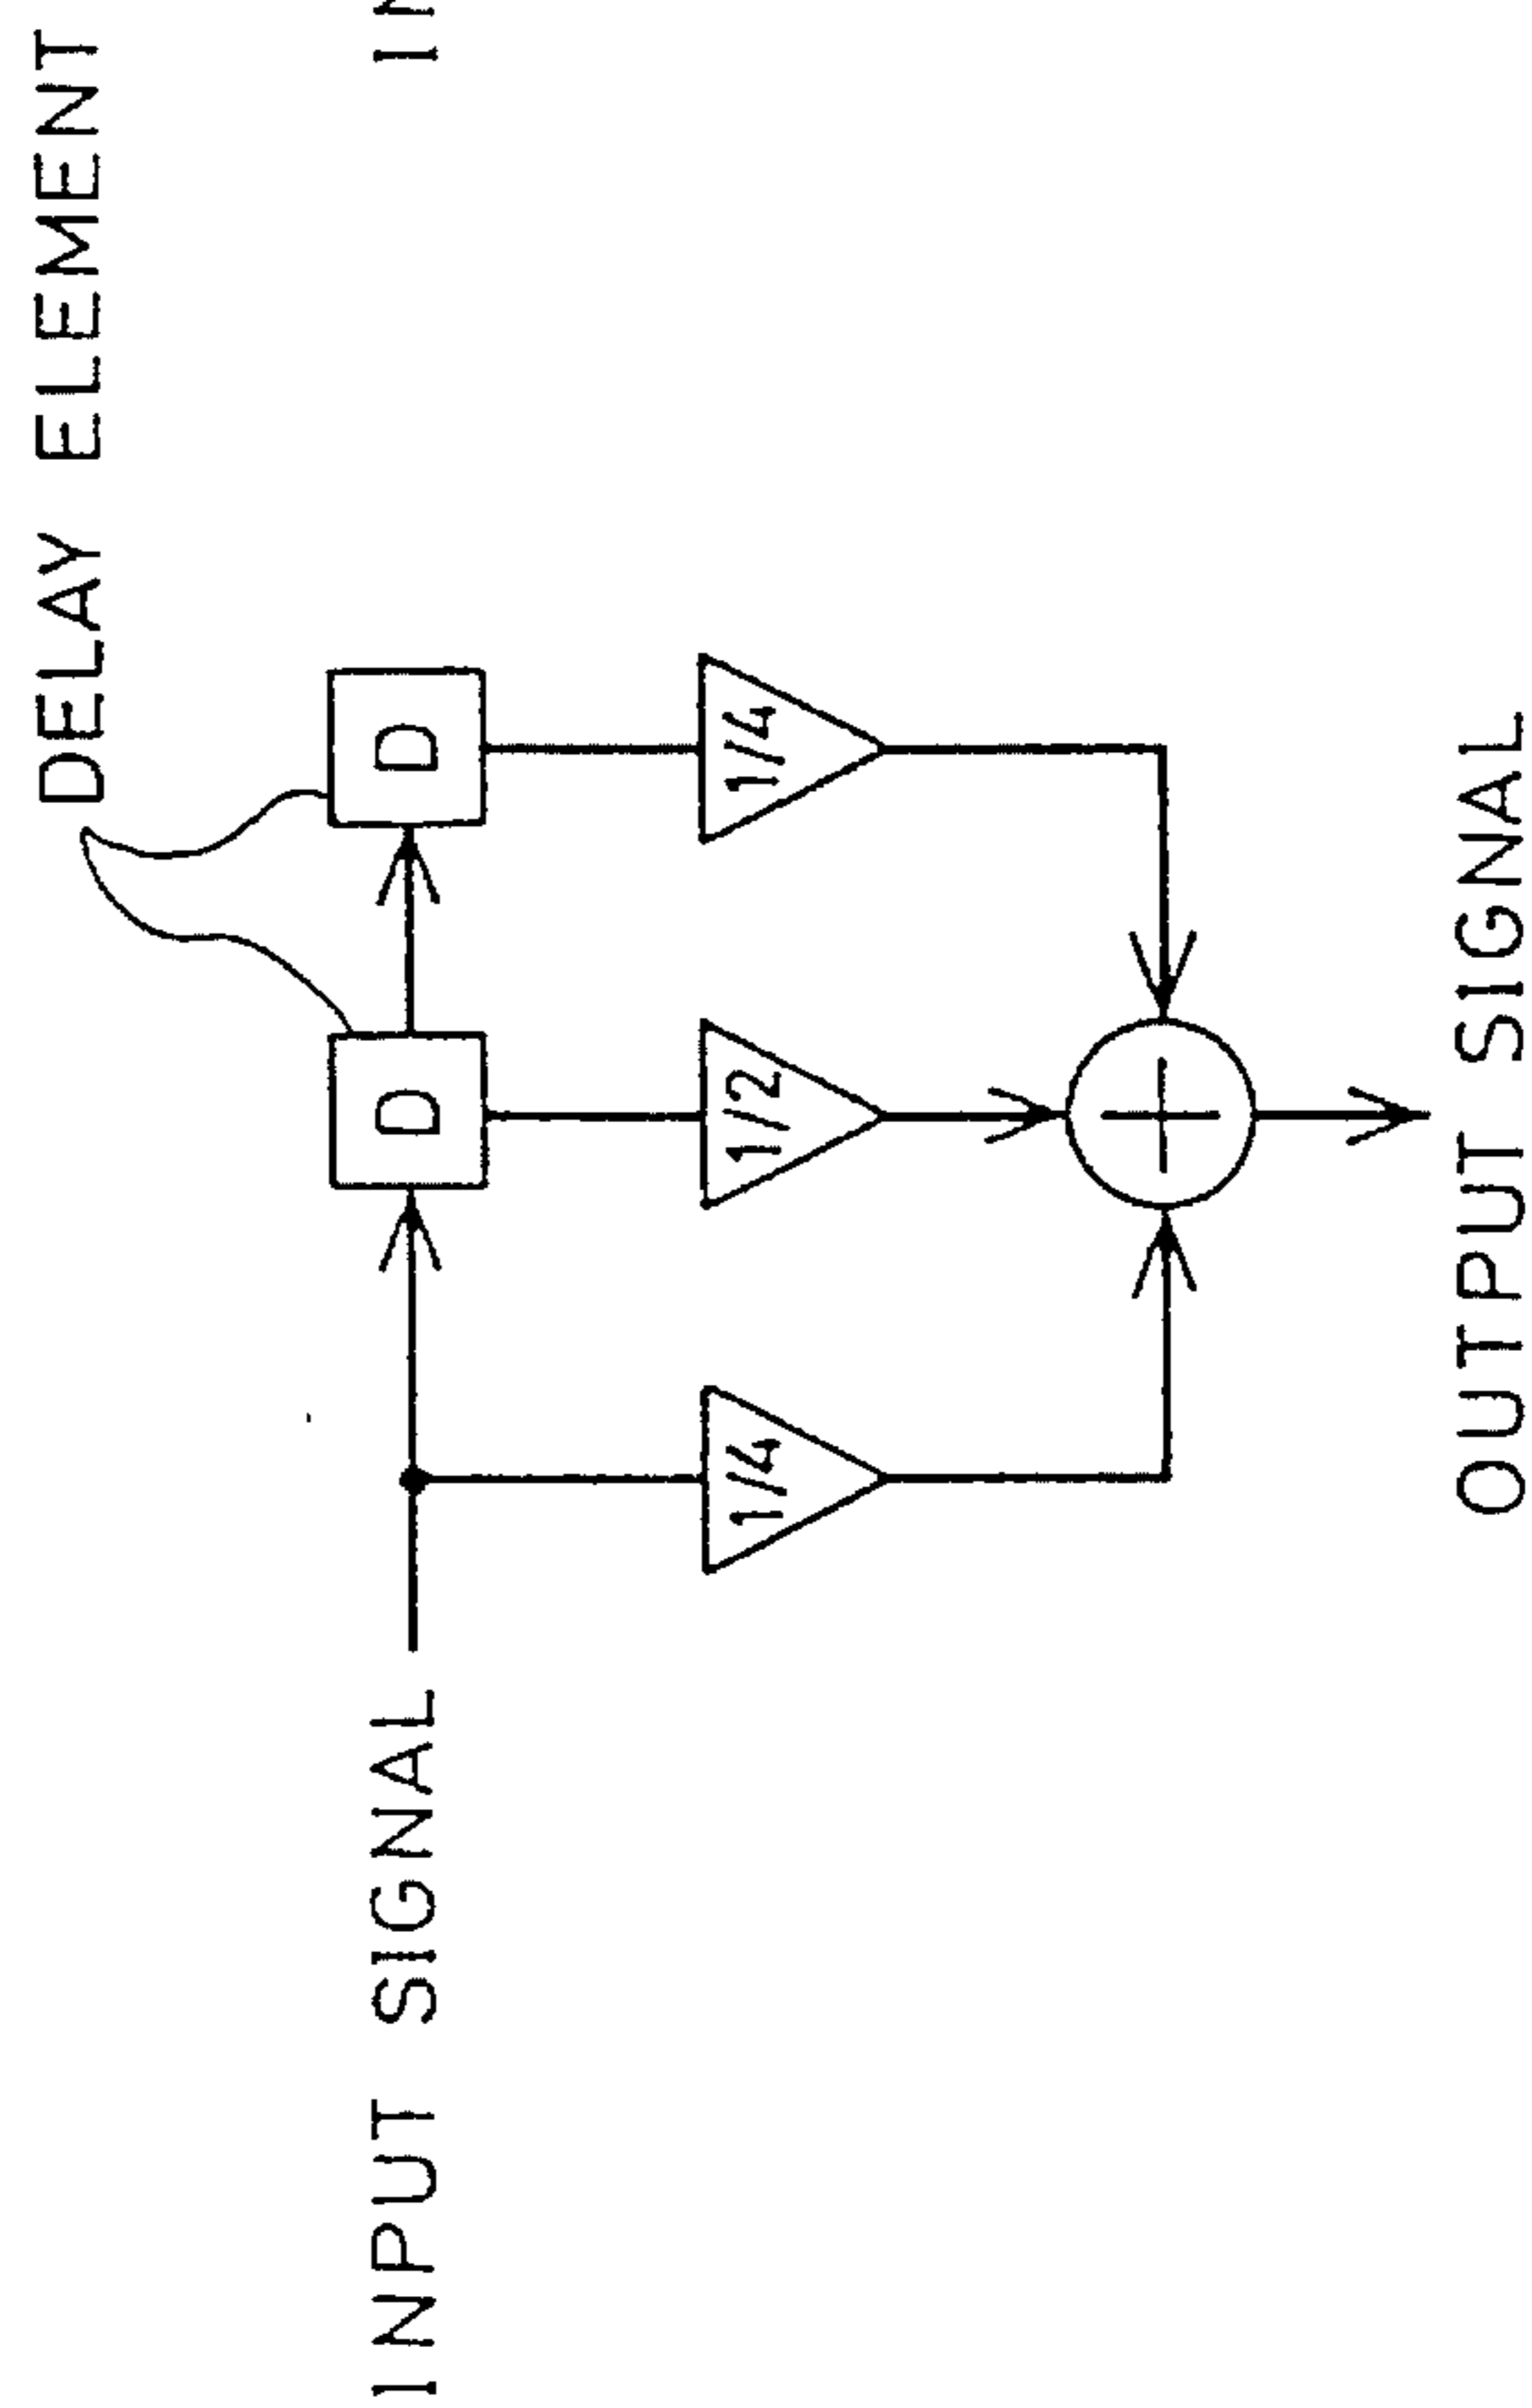 DELAY ELEMENT
INPUT SIGNAL
D
D
1/4
1/2
1/4
+
OUTPUT SIGNAL